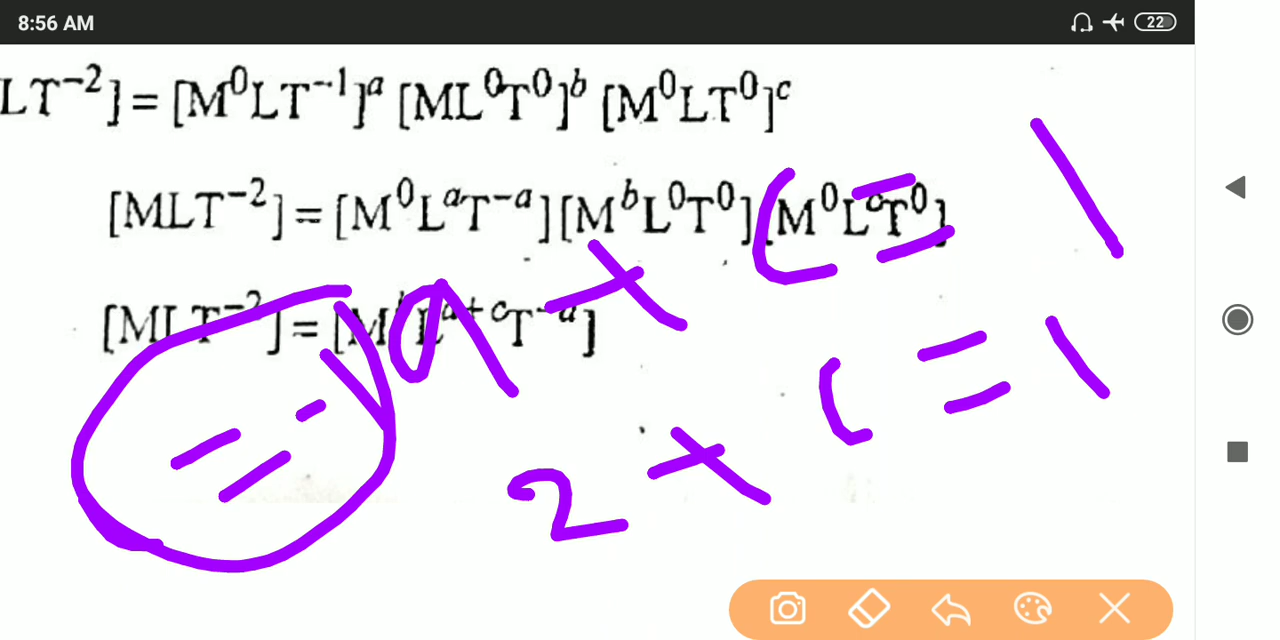 8:56 AM 22
LT⁻²] = [M⁰LT⁻¹]ᵃ [ML⁰T⁰]ᵇ [M⁰LT⁰]ᶜ
[MLT⁻²] = [M⁰LᵃT⁻ᵃ][MᵇL⁰T⁰][M⁰LᶜT⁰]
a + c = 1
[MLT⁻²] = [MᵇLᵃ⁺ᶜT⁻ᵃ]
2 + c = 1
= -1